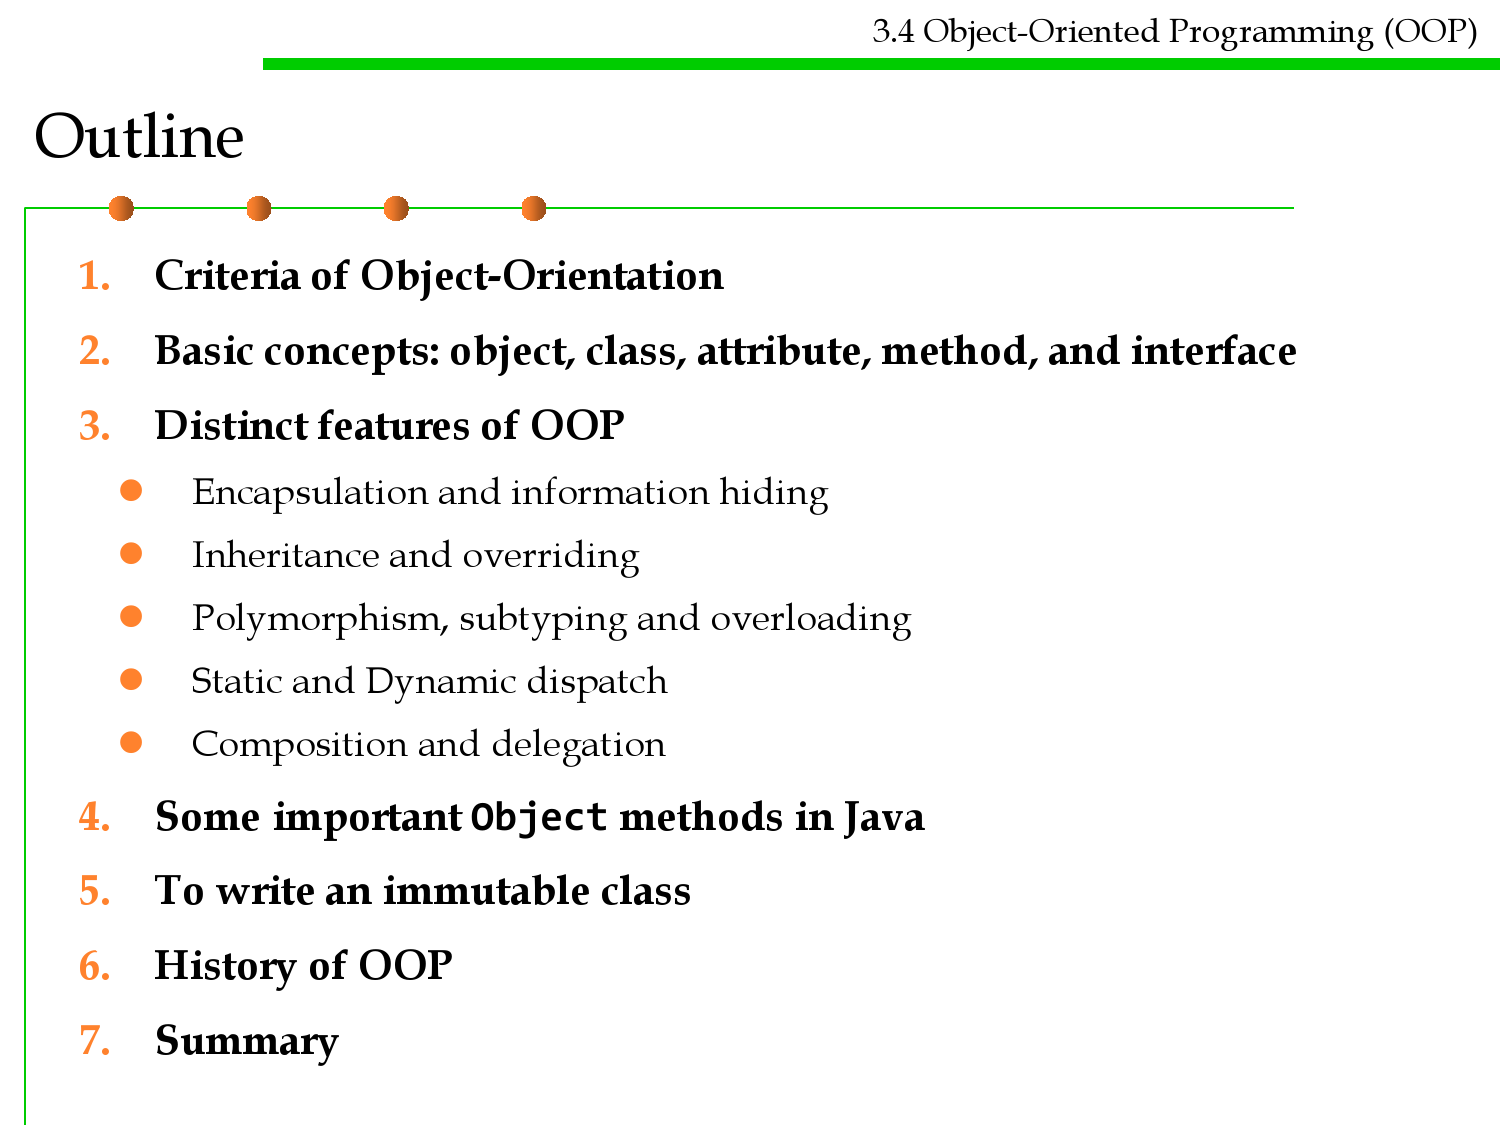 3.4 Object-Oriented Programming (OOP)
Outline
1. Criteria of Object-Orientation
2. Basic concepts: object, class, attribute, method, and interface
3. Distinct features of OOP
● Encapsulation and information hiding
● Inheritance and overriding
● Polymorphism, subtyping and overloading
● Static and Dynamic dispatch
● Composition and delegation
4. Some important Object methods in Java
5. To write an immutable class
6. History of OOP
7. Summary